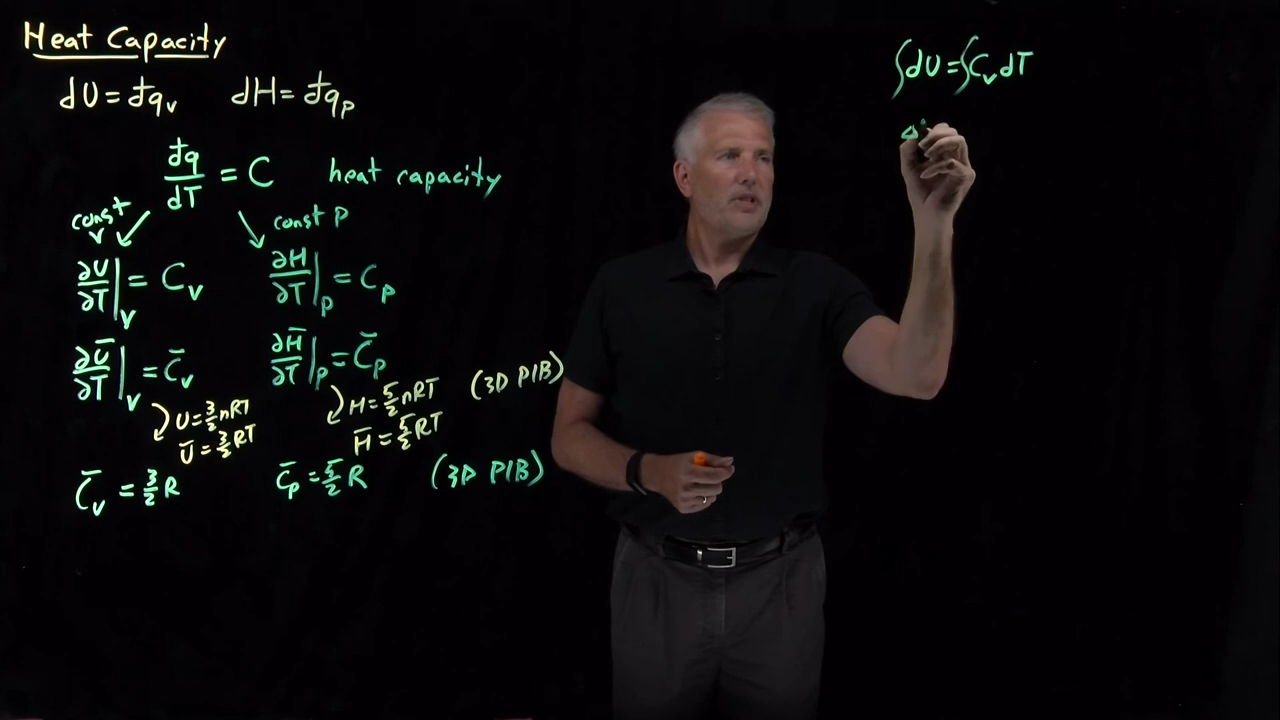 Heat Capacity
dU = đq_v    dH = đq_p
đq/dT = C    heat capacity
const v    const P
∂U/∂T|_v = C_v    ∂H/∂T|_p = C_p
∂Ū/∂T|_v = C̄_v    ∂H̄/∂T|_p = C̄_p
U = 3/2 nRT    H = 5/2 nRT    (3D PIB)
Ū = 3/2 RT    H̄ = 5/2 RT
C̄_v = 3/2 R    C̄_p = 5/2 R    (3D PIB)
∫dU = ∫C_v dT
Δ